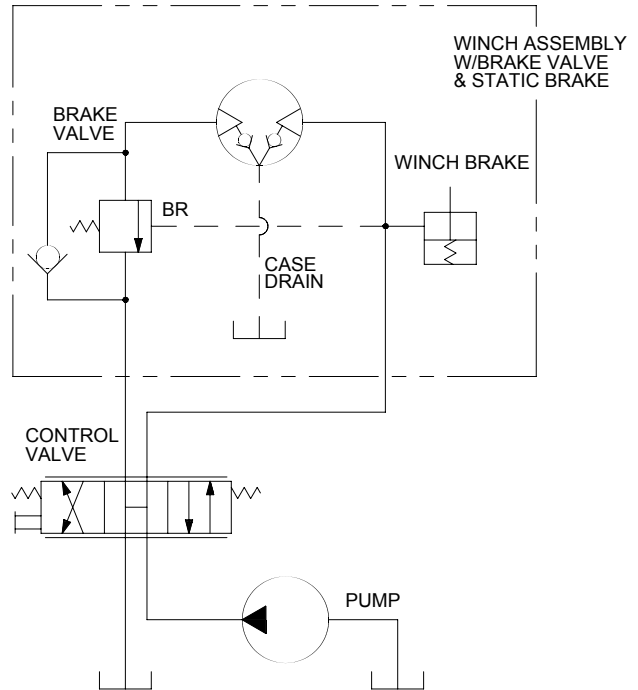 WINCH ASSEMBLY
W/BRAKE VALVE
& STATIC BRAKE
BRAKE
VALVE
WINCH BRAKE
BR
CASE
DRAIN
CONTROL
VALVE
PUMP